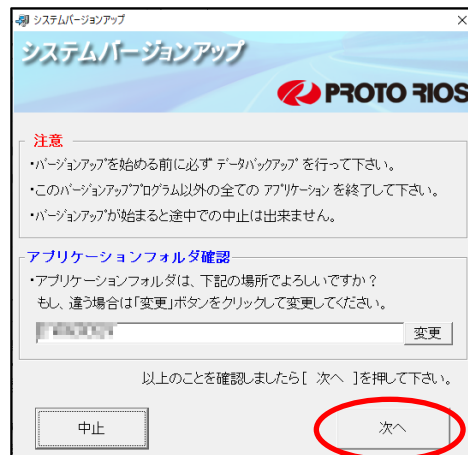 システムバージョンアップ
システムバージョンアップ
PROTO RIOS
注意
・ﾊﾞｰｼﾞｮﾝｱｯﾌﾟを始める前に必ず ﾃﾞｰﾀﾊﾞｯｸｱｯﾌﾟ を行って下さい。
・このﾊﾞｰｼﾞｮﾝｱｯﾌﾟﾌﾟﾛｸﾞﾗﾑ以外の全ての ｱﾌﾟﾘｹｰｼｮﾝ を終了して下さい。
・ﾊﾞｰｼﾞｮﾝｱｯﾌﾟが始まると途中での中止は出来ません。
アプリケーションフォルダ確認
・アプリケーションフォルダは、下記の場所でよろしいですか？
もし、違う場合は「変更」ボタンをクリックして変更してください。
変更
以上のことを確認しましたら[ 次へ ]を押して下さい。
中止
次へ